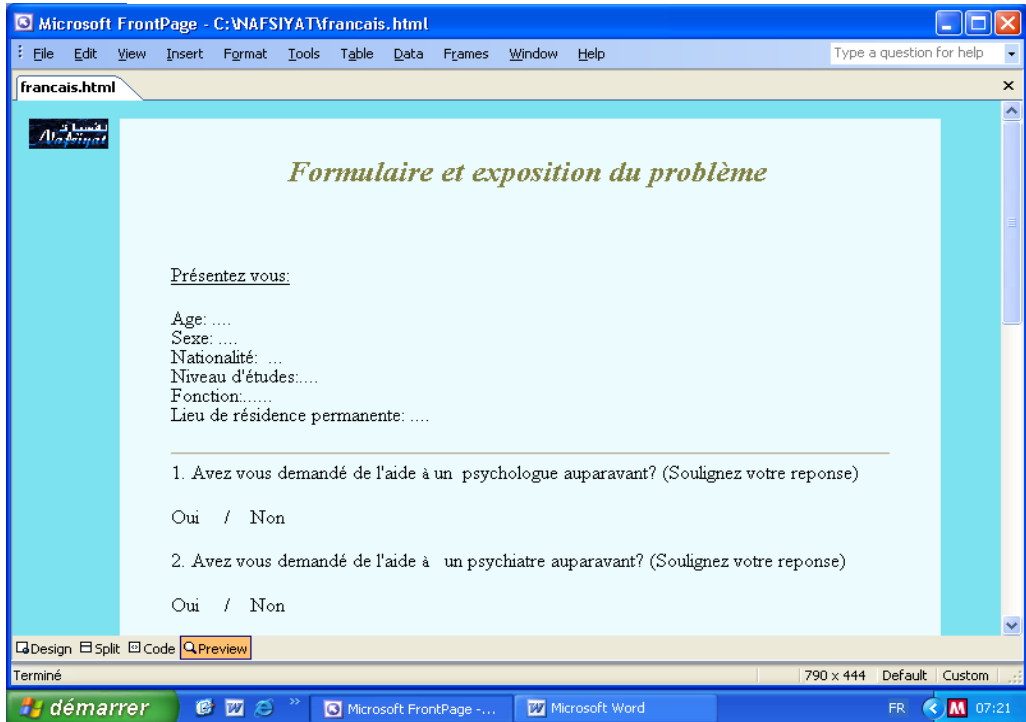 Microsoft FrontPage - C:\NAFSIYAT\francais.html
File Edit View Insert Format Tools Table Data Frames Window Help Type a question for help
francais.html
نفسيات
Nafsiyat
Formulaire et exposition du problème
Présentez vous:
Age: ....
Sexe: ....
Nationalité: ...
Niveau d'études:....
Fonction:......
Lieu de résidence permanente: ....
1. Avez vous demandé de l'aide à un psychologue auparavant? (Soulignez votre reponse)
Oui / Non
2. Avez vous demandé de l'aide à un psychiatre auparavant? (Soulignez votre reponse)
Oui / Non
Design Split Code Preview
Terminé 790 x 444 Default Custom
démarrer Microsoft FrontPage -... Microsoft Word FR 07:21